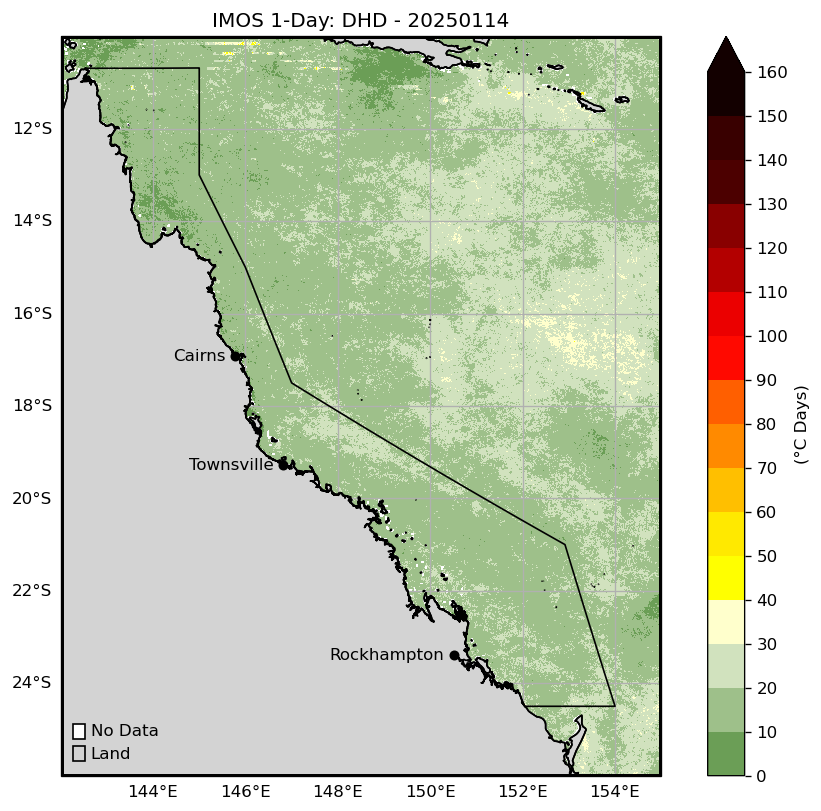 IMOS 1-Day: DHD - 20250114
12°S
14°S
16°S
18°S
20°S
22°S
24°S
Cairns
Townsville
Rockhampton
No Data
Land
144°E 146°E 148°E 150°E 152°E 154°E
160
150
140
130
120
110
100
90
80
70
60
50
40
30
20
10
0
(°C Days)